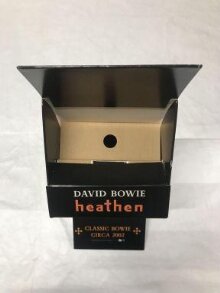 DAVID BOWIE
heathen
CLASSIC BOWIE
CIRCA 2002